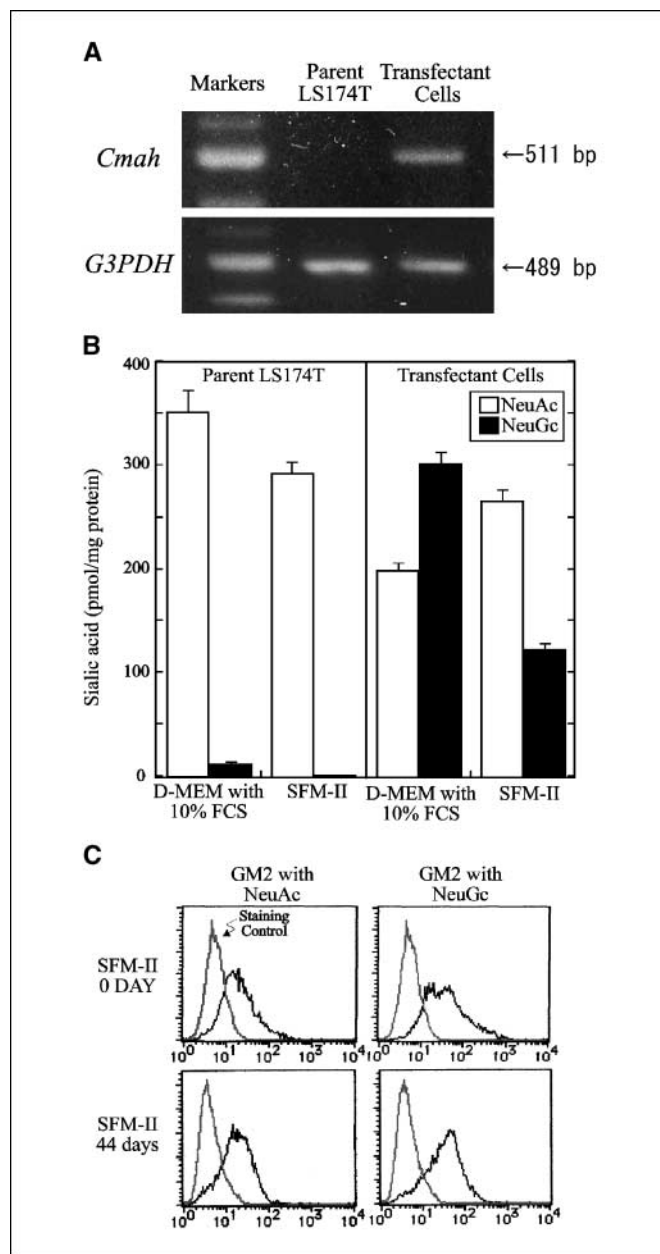 A
Markers
Parent
LS174T
Transfectant
Cells
Cmah
←511 bp
G3PDH
←489 bp
B
Sialic acid (pmol/mg protein)
400
300
200
100
0
Parent LS174T
Transfectant Cells
NeuAc
NeuGc
D-MEM with
10% FCS
SFM-II
D-MEM with
10% FCS
SFM-II
C
GM2 with
NeuAc
GM2 with
NeuGc
SFM-II
0 DAY
Staining
Control
10⁰ 10¹ 10² 10³ 10⁴
10⁰ 10¹ 10² 10³ 10⁴
SFM-II
44 days
10⁰ 10¹ 10² 10³ 10⁴
10⁰ 10¹ 10² 10³ 10⁴